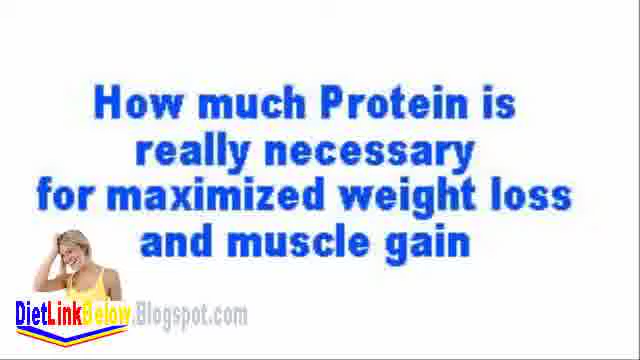 How much Protein is
really necessary
for maximized weight loss
and muscle gain
DietLinkBelow.Blogspot.com